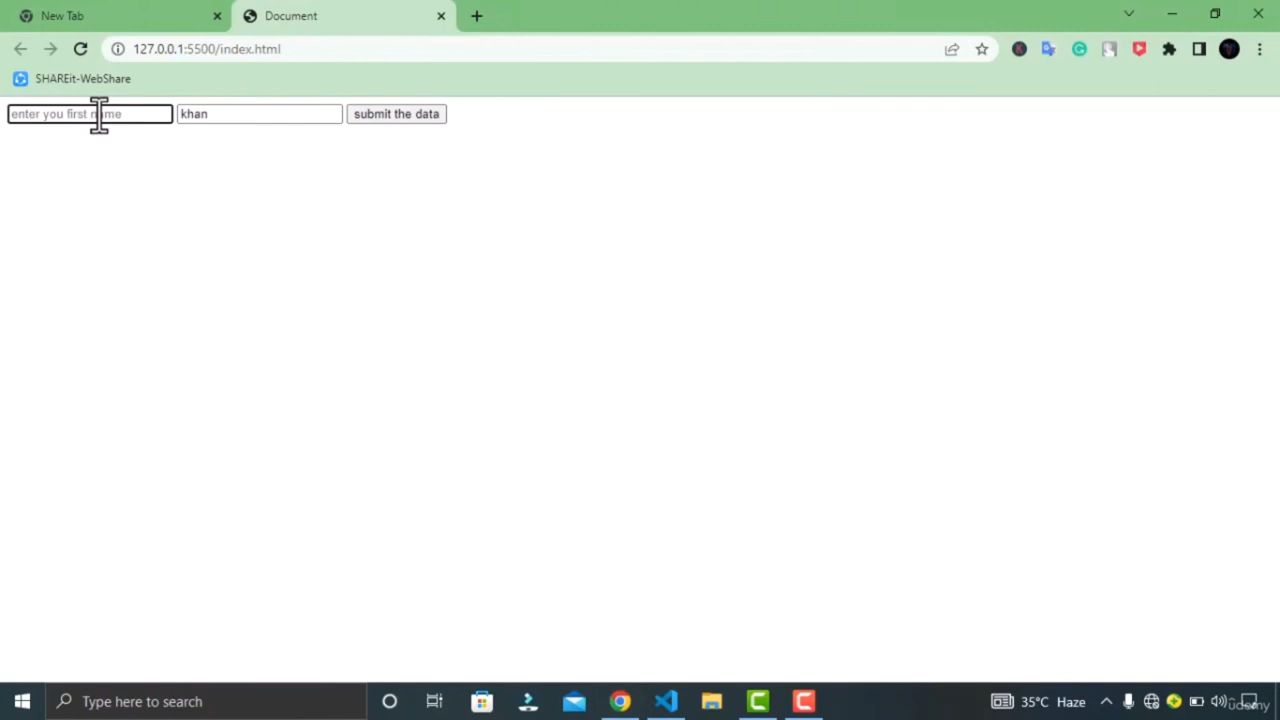 New Tab
Document
127.0.0.1:5500/index.html
SHAREit-WebShare
enter you first name
khan
submit the data
Type here to search
35°C Haze
ûdemy